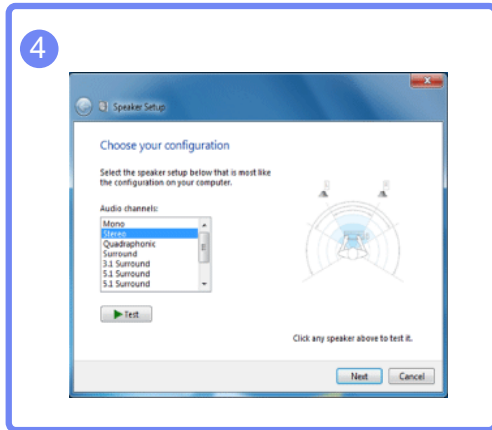 4
Speaker Setup
Choose your configuration
Select the speaker setup below that is most like
the configuration on your computer.
Audio channels:
Mono
Stereo
Quadraphonic
Surround
3.1 Surround
5.1 Surround
5.1 Surround
Test
Click any speaker above to test it.
Next
Cancel